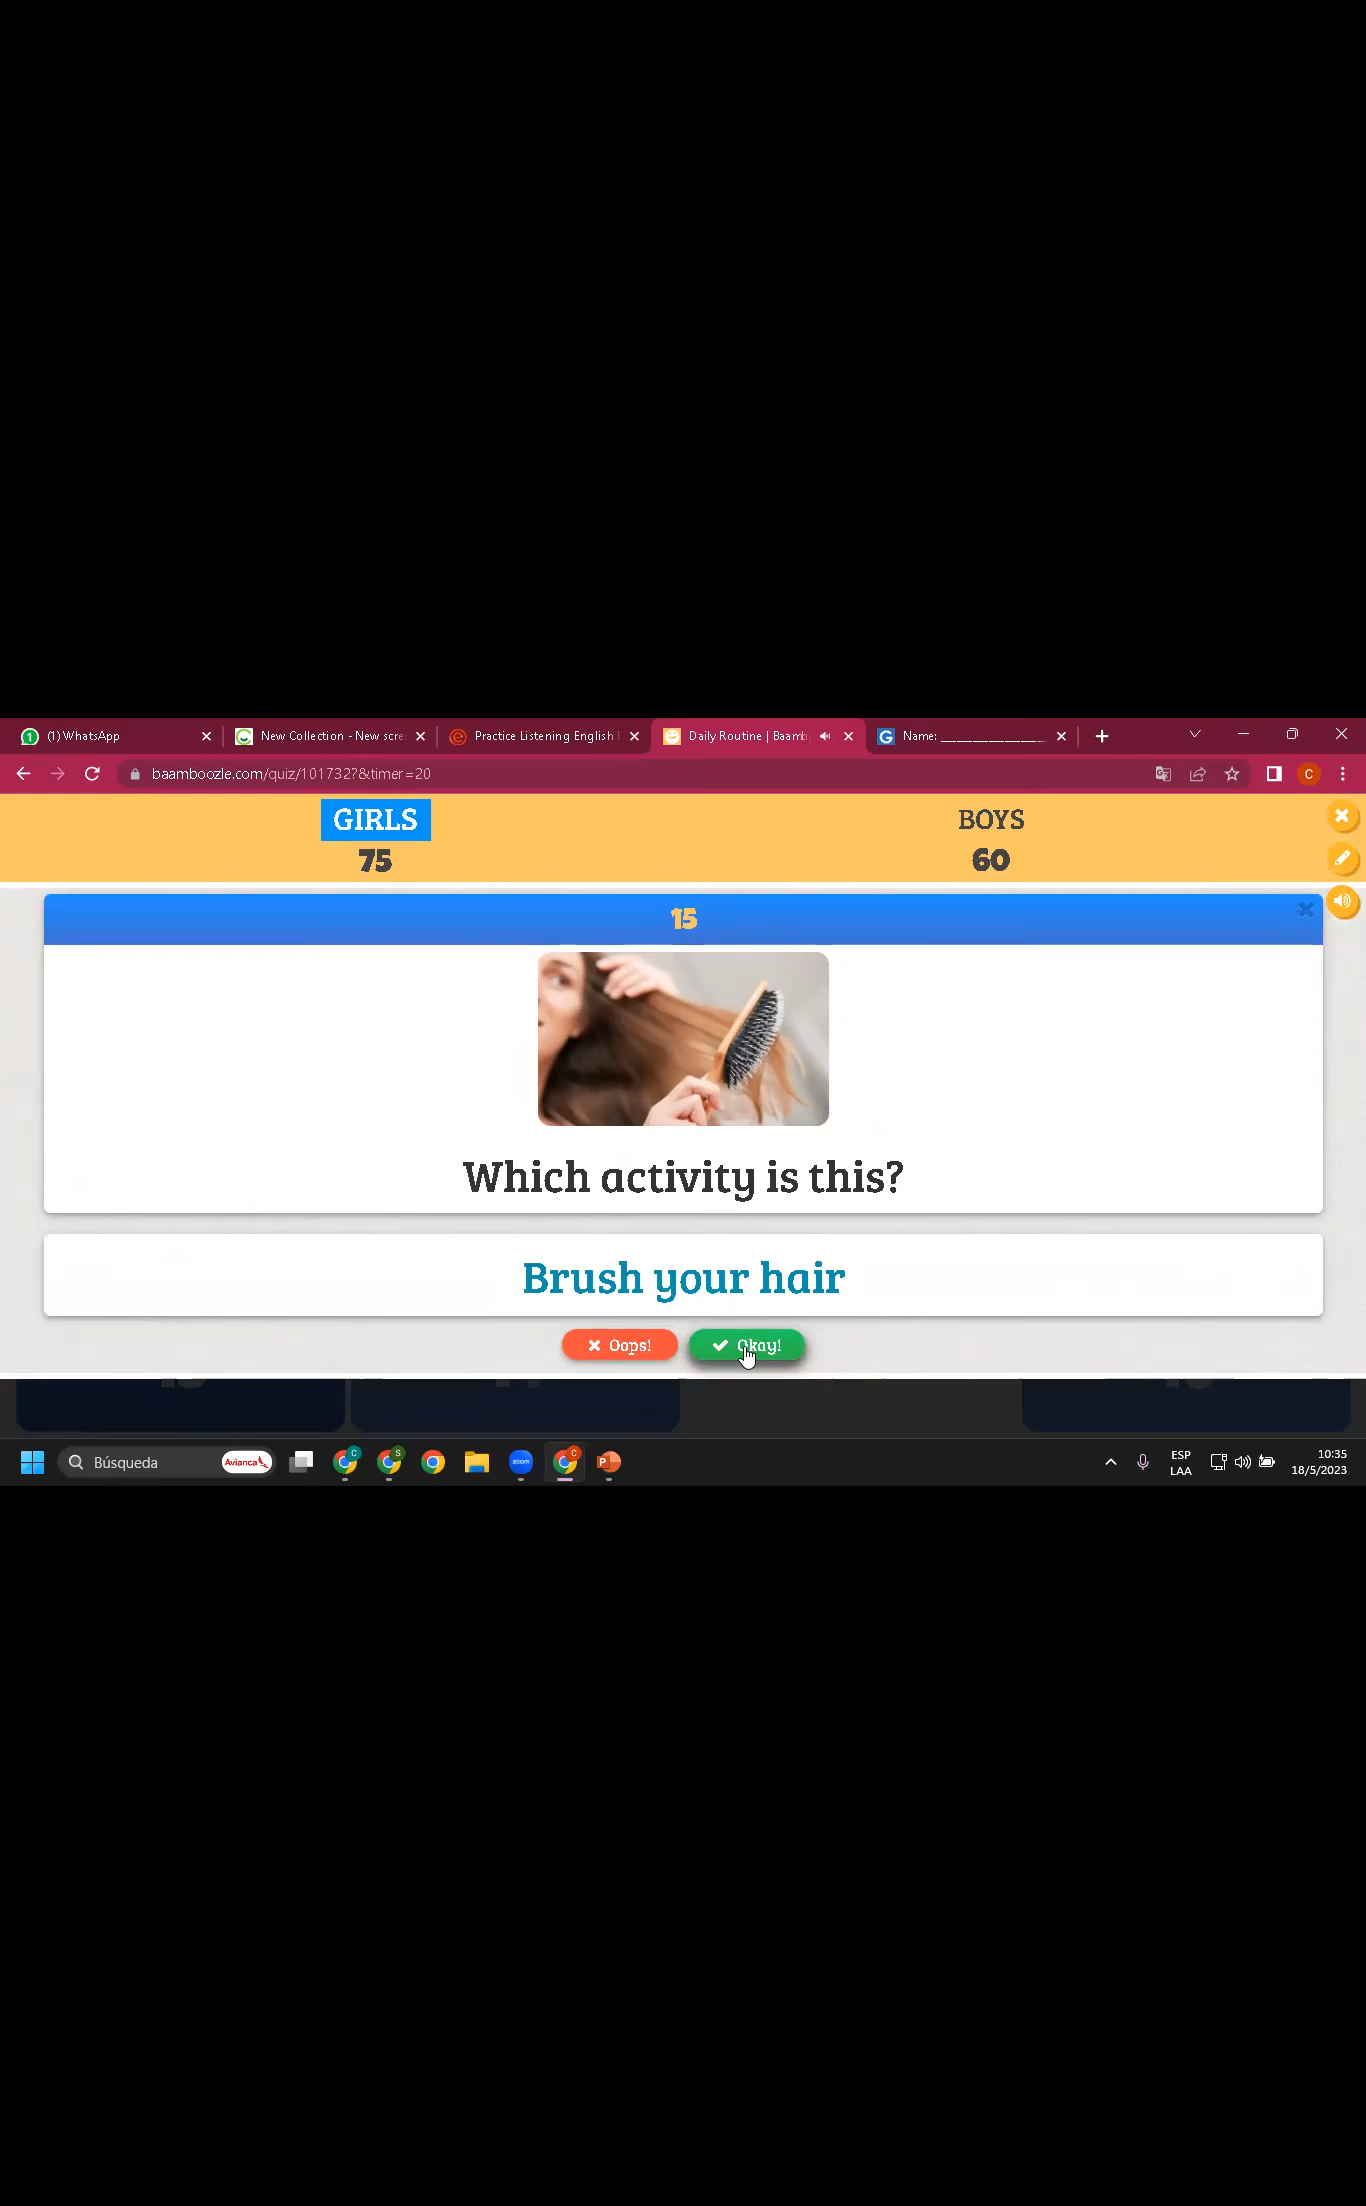 (1) WhatsApp
New Collection - New scre
Practice Listening English
Daily Routine | Baamb
Name: ___________________
baamboozle.com/quiz/101732?&timer=20
GIRLS
BOYS
75
60
15
Which activity is this?
Brush your hair
Oops!
Okay!
Búsqueda
Avianca
C
S
zoom
C
P
ESP
LAA
10:35
18/5/2023